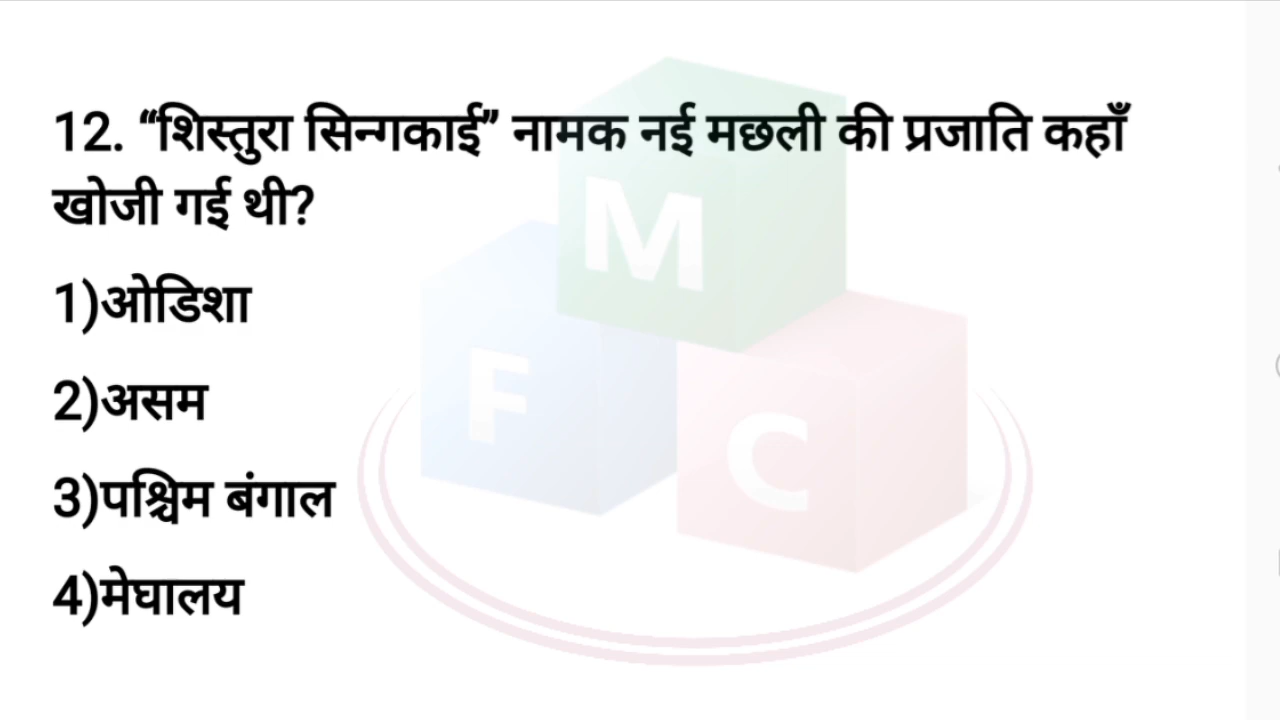 12. “शिस्तुरा सिन्गकाई” नामक नई मछली की प्रजाति कहाँ
खोजी गई थी?
1)ओडिशा
2)असम
3)पश्चिम बंगाल
4)मेघालय
M
F
C